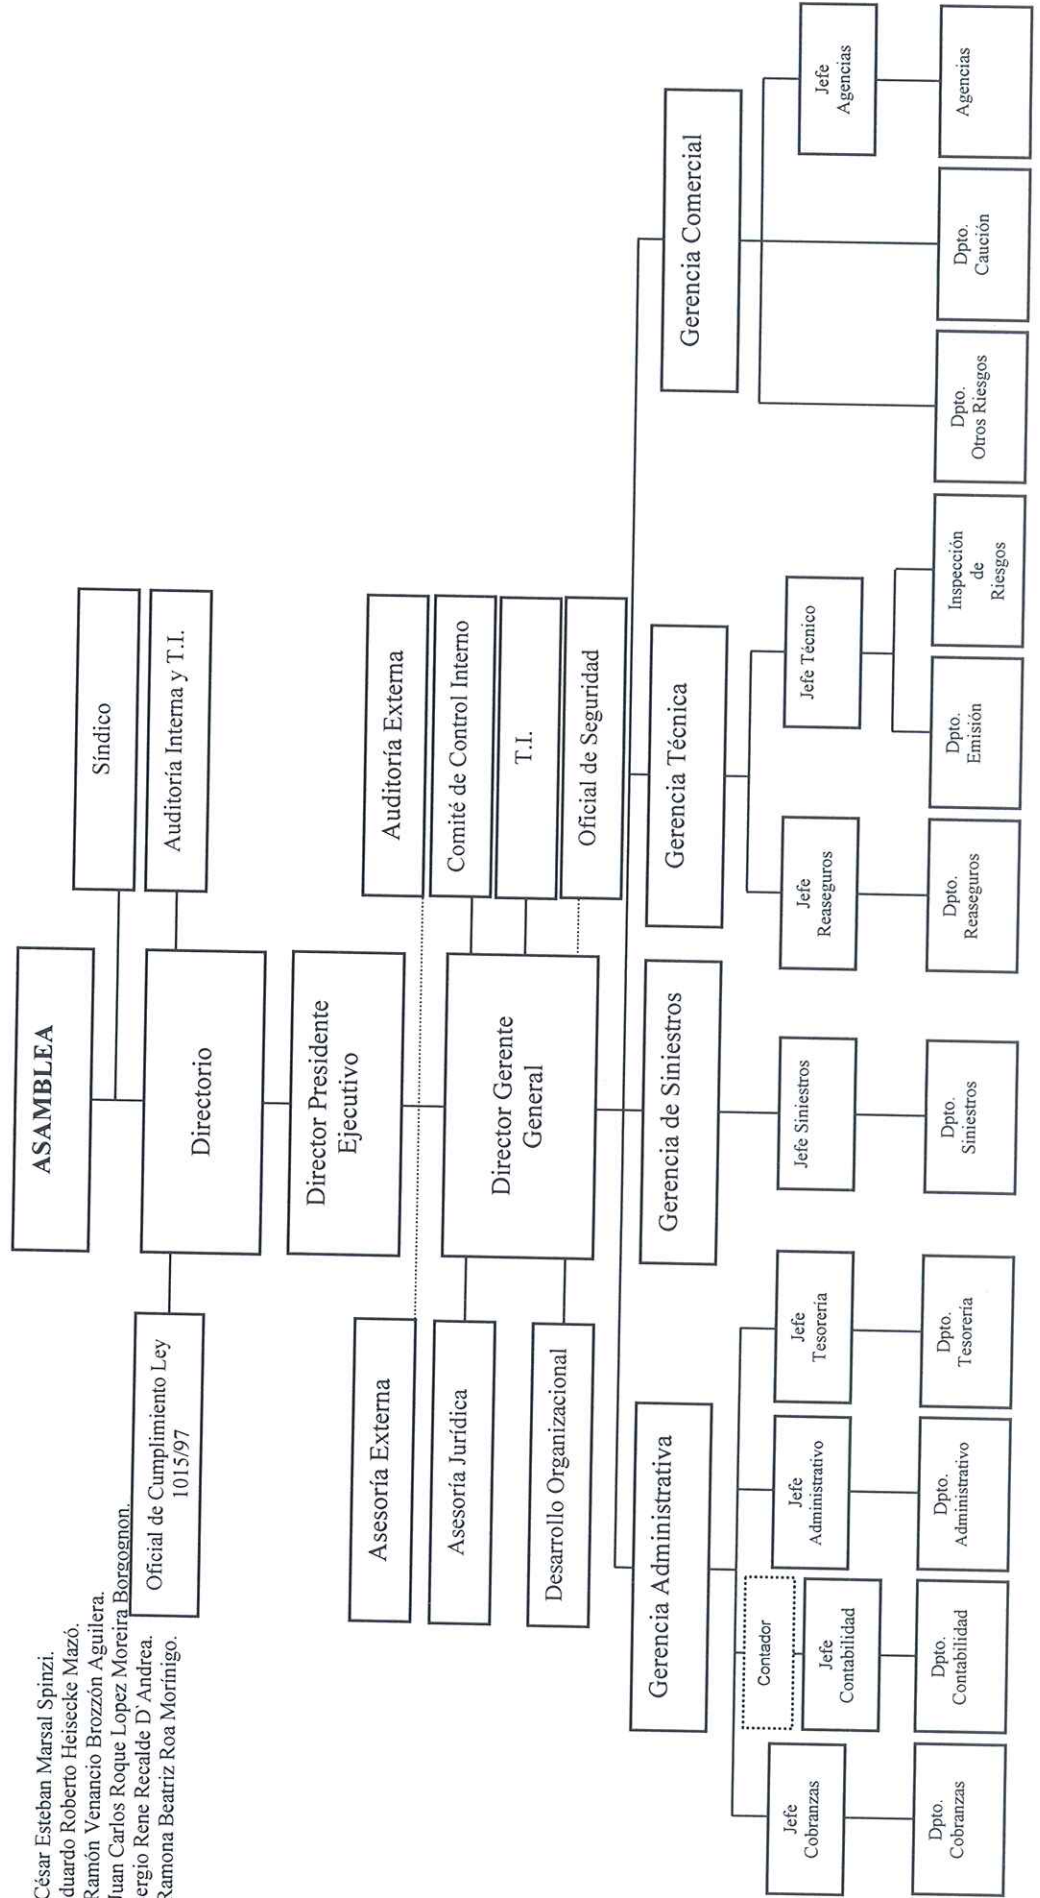 César Esteban Marsal Spinzi.
duardo Roberto Heisecke Mazó.
Ramón Venancio Brozzón Aguilera.
Juan Carlos Roque Lopez Moreira Borgognon.
ergio Rene Recalde D`Andrea.
Ramona Beatriz Roa Morínigo.
ASAMBLEA
Síndico
Auditoría Interna y T.I.
Oficial de Cumplimiento Ley
1015/97
Directorio
Director Presidente
Ejecutivo
Asesoría Externa
Auditoría Externa
Asesoría Jurídica
Desarrollo Organizacional
Director Gerente
General
Comité de Control Interno
T.I.
Oficial de Seguridad
Gerencia Administrativa
Gerencia de Siniestros
Gerencia Técnica
Gerencia Comercial
Contador
Jefe
Cobranzas
Jefe
Contabilidad
Jefe
Administrativo
Jefe
Tesorería
Jefe Siniestros
Jefe
Reaseguros
Jefe Técnico
Jefe
Agencias
Dpto.
Cobranzas
Dpto.
Contabilidad
Dpto.
Administrativo
Dpto.
Tesorería
Dpto.
Siniestros
Dpto.
Reaseguros
Dpto.
Emisión
Inspección
de
Riesgos
Dpto.
Otros Riesgos
Dpto.
Caución
Agencias